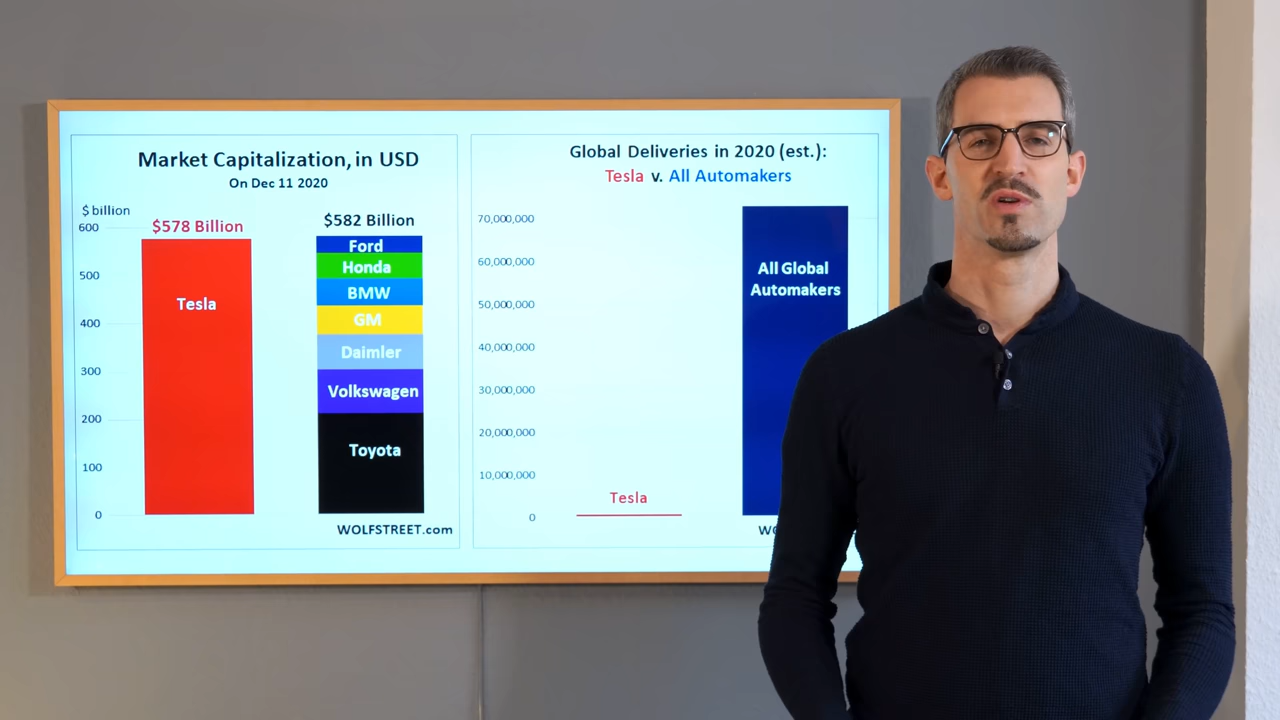 Market Capitalization, in USD
On Dec 11 2020
$ billion
600
500
400
300
200
100
0
$578 Billion
Tesla
$582 Billion
Ford
Honda
BMW
GM
Daimler
Volkswagen
Toyota
WOLFSTREET.com
Global Deliveries in 2020 (est.):
Tesla v. All Automakers
70,000,000
60,000,000
50,000,000
40,000,000
30,000,000
20,000,000
10,000,000
0
Tesla
All Global
Automakers